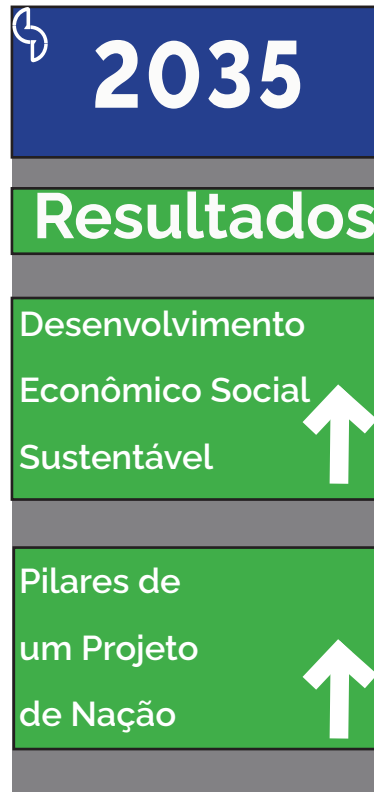 2035
Resultados
Desenvolvimento
Econômico Social
Sustentável
Pilares de
um Projeto
de Nação